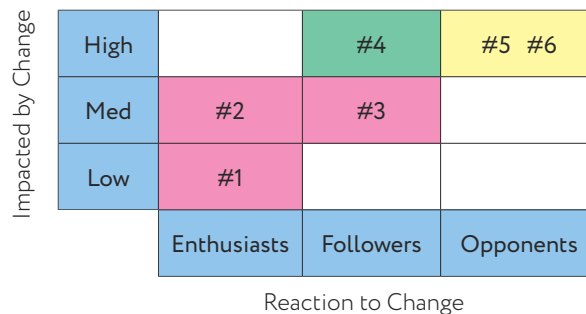 Impacted by Change
High #4 #5 #6
Med #2 #3
Low #1
Enthusiasts Followers Opponents
Reaction to Change